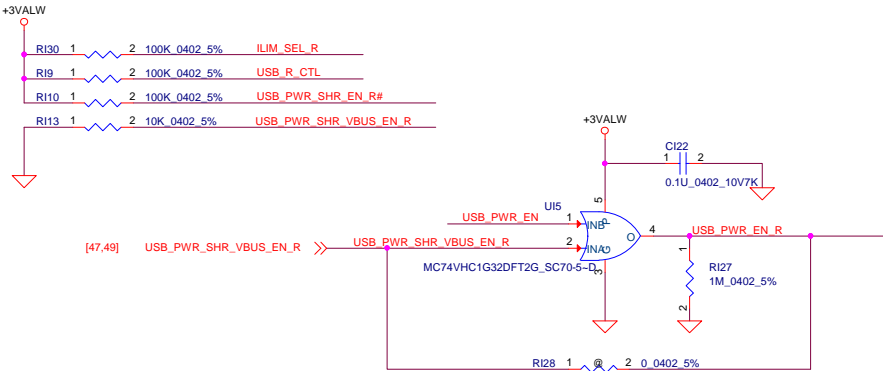 +3VALW
RI30 1 2 100K_0402_5% ILIM_SEL_R
RI9 1 2 100K_0402_5% USB_R_CTL
RI10 1 2 100K_0402_5% USB_PWR_SHR_EN_R#
RI13 1 2 10K_0402_5% USB_PWR_SHR_VBUS_EN_R
+3VALW
CI22
1 2
0.1U_0402_10V7K
UI5
5
USB_PWR_EN 1 INB P
O 4 USB_PWR_EN_R
[47,49] USB_PWR_SHR_VBUS_EN_R USB_PWR_SHR_VBUS_EN_R 2 INA G
MC74VHC1G32DFT2G_SC70-5~D
3
1
RI27
1M_0402_5%
2
RI28 1 @ 2 0_0402_5%